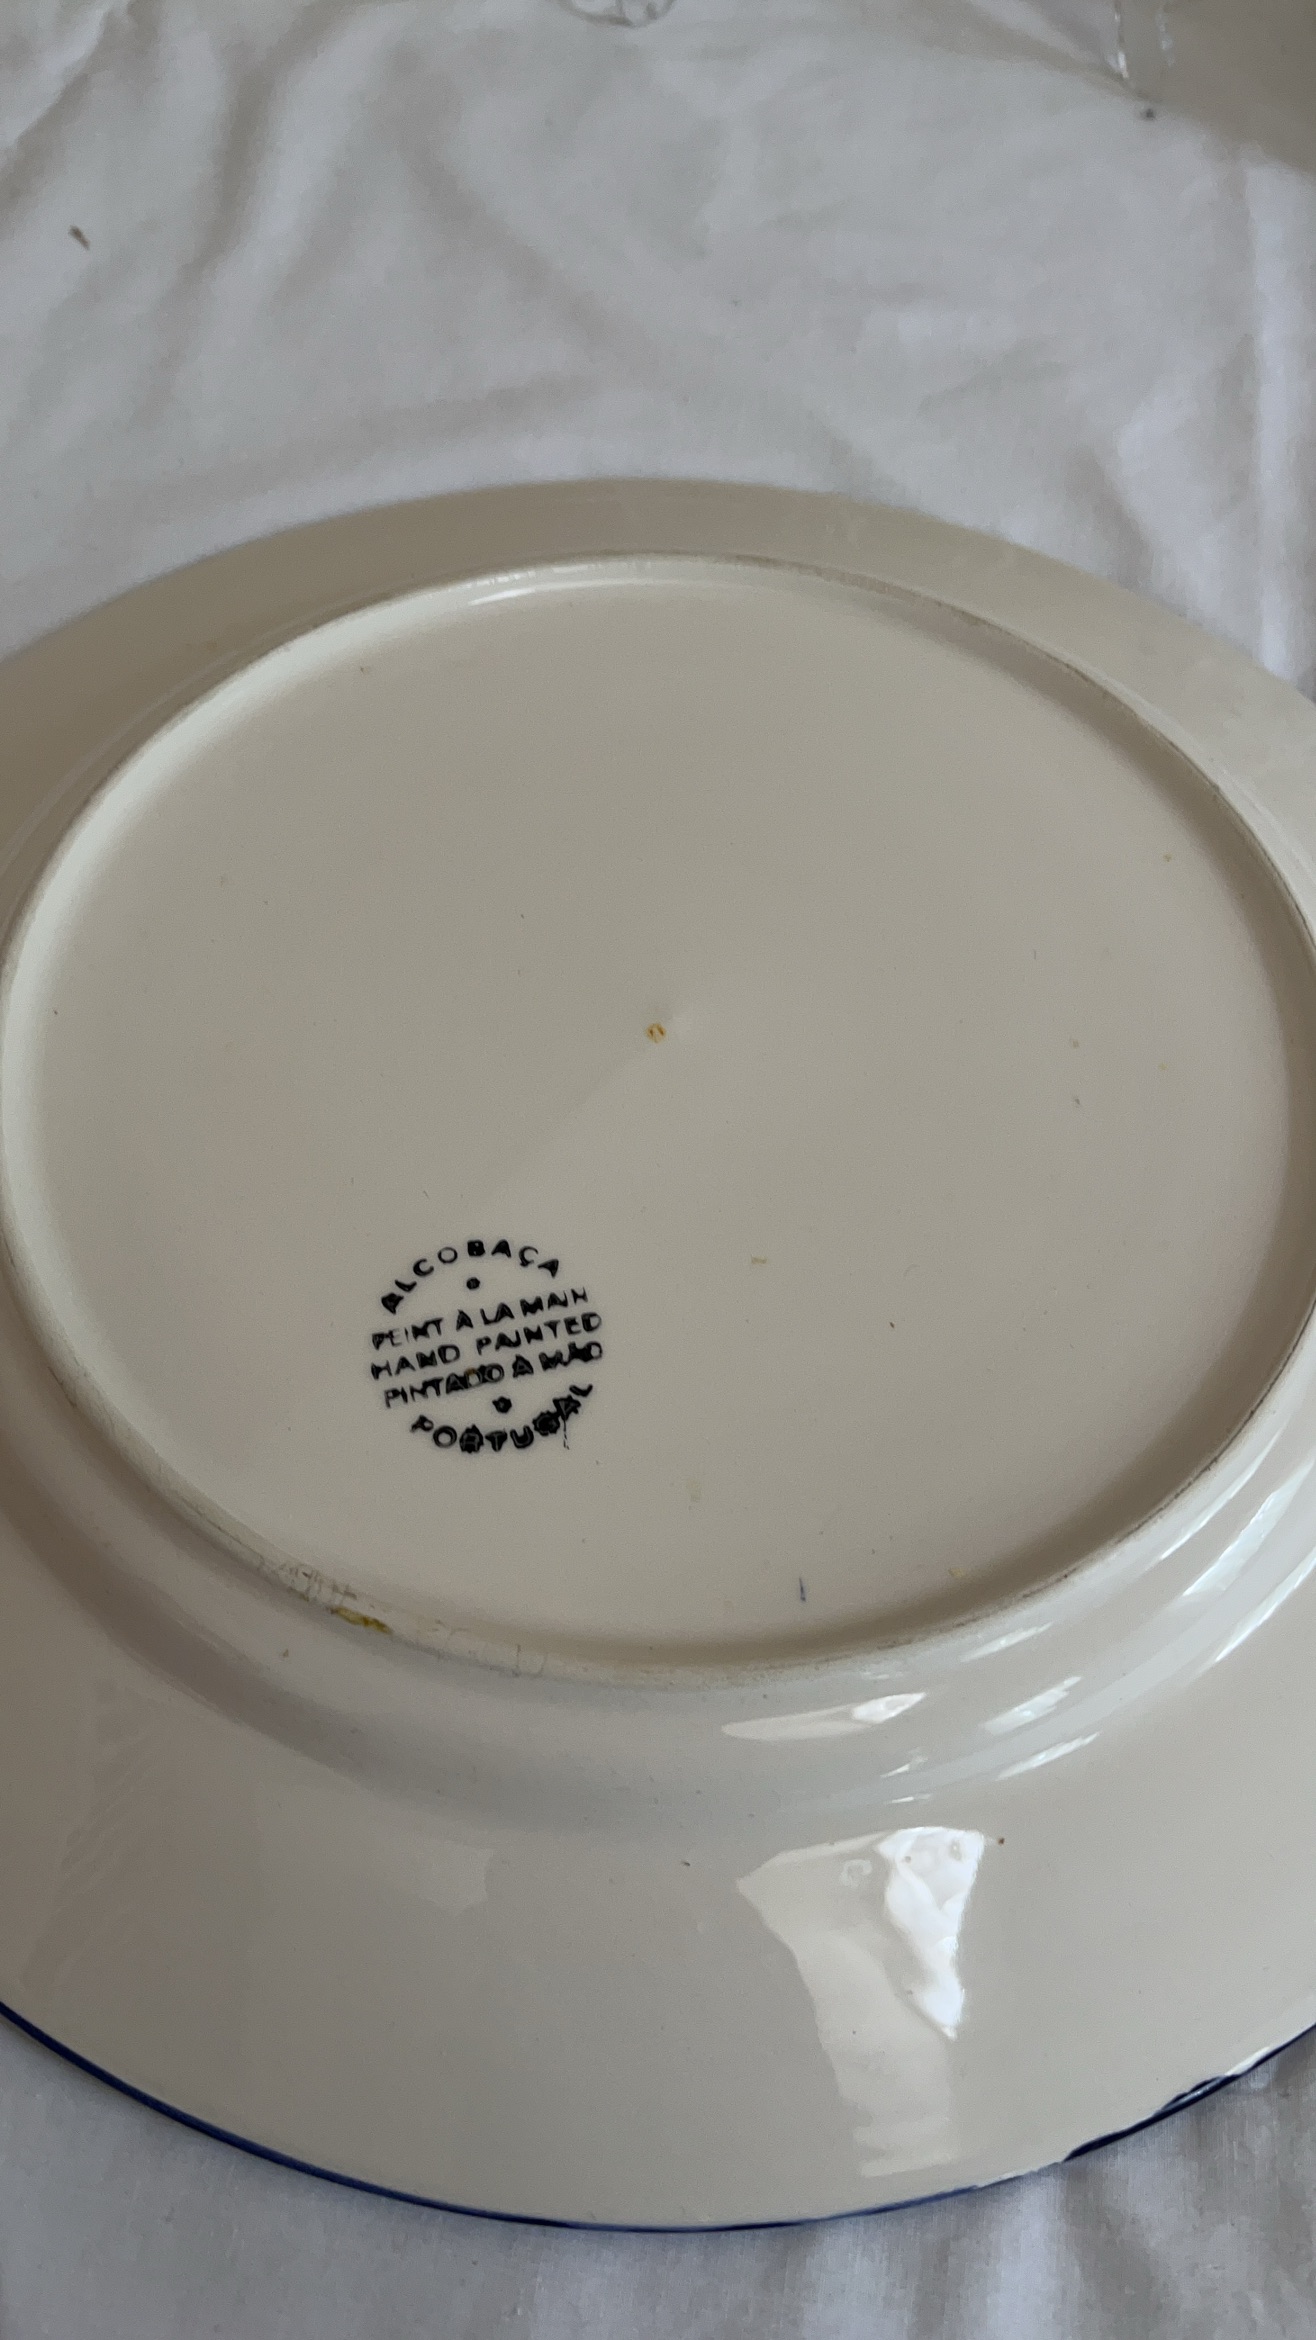 ALCOBAÇA
PEINT À LA MAIN
HAND PAINTED
PINTADO À MÃO
PORTUGAL